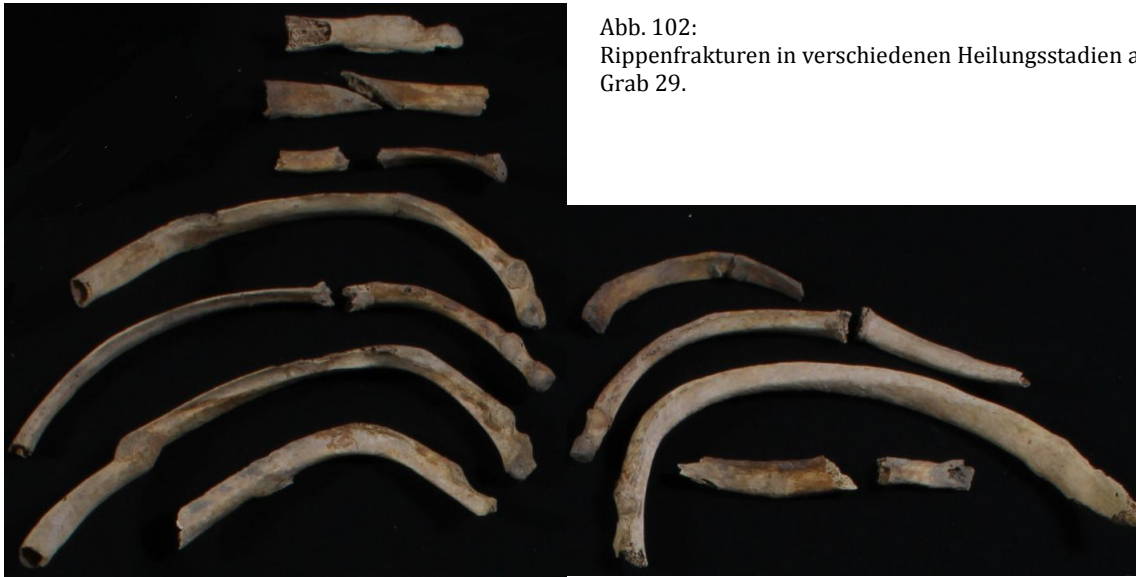 Abb. 102:
Rippenfrakturen in verschiedenen Heilungsstadien a
Grab 29.